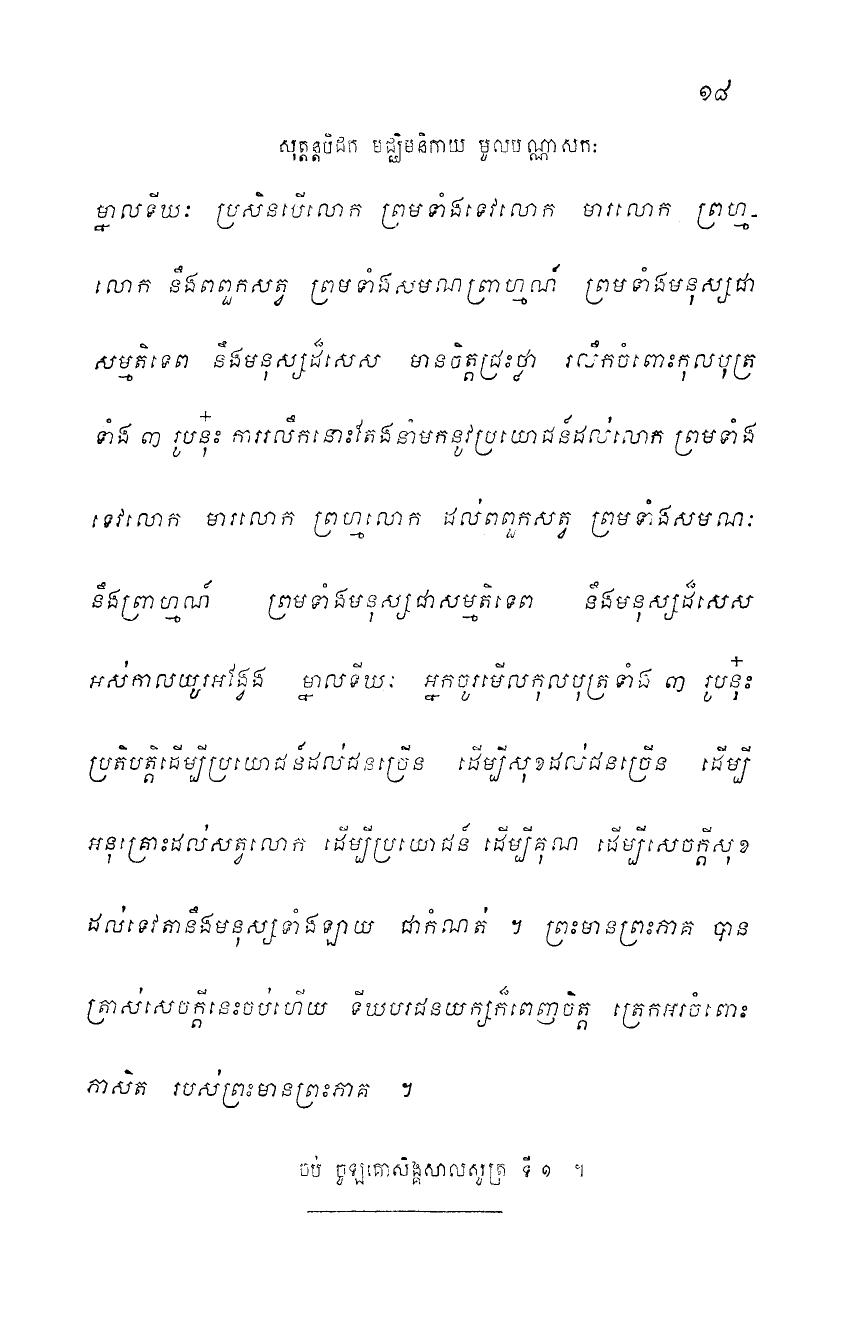 ១៨
សុត្តន្តបិដក មជ្ឈិមនិកាយ មូលបណ្ណាសកៈ
ម្នាលទីឃៈ ប្រសិនបើលោក ព្រមទាំងទេវលោក មារលោក ព្រហ្ម-
លោក នឹងពពួកសត្វ ព្រមទាំងសមណព្រាហ្មណ៍ ព្រមទាំងមនុស្សជា
សម្មតិទេព នឹងមនុស្សដ៏សេស មានចិត្តជ្រះថ្លា រលឹកចំពោះកុលបុត្រ
ទាំង ៣ រូបនុ៎ះ ការរលឹកនោះតែងនាំមកនូវប្រយោជន៍ដល់លោក ព្រមទាំង
ទេវលោក មារលោក ព្រហ្មលោក ដល់ពពួកសត្វ ព្រមទាំងសមណៈ
នឹងព្រាហ្មណ៍ ព្រមទាំងមនុស្សជាសម្មតិទេព នឹងមនុស្សដ៏សេស
អស់កាលយូរអង្វែង ម្នាលទីឃៈ អ្នកចូរមើលកុលបុត្រទាំង ៣ រូបនុ៎ះ
ប្រតិបត្តិដើម្បីប្រយោជន៍ដល់ជនច្រើន ដើម្បីសុខដល់ជនច្រើន ដើម្បី
អនុគ្រោះដល់សត្វលោក ដើម្បីប្រយោជន៍ ដើម្បីគុណ ដើម្បីសេចក្តីសុខ
ដល់ទេវតានឹងមនុស្សទាំងឡាយ ជាកំណត់ ។ ព្រះមានព្រះភាគ បាន
ត្រាស់សេចក្តីនេះចប់ហើយ ទីឃបរជនយក្សក៏ពេញចិត្ត ត្រេកអរចំពោះ
ភាសិត របស់ព្រះមានព្រះភាគ ។
ចប់ ចូឡគោសិង្គសាលសូត្រ ទី ១ ។